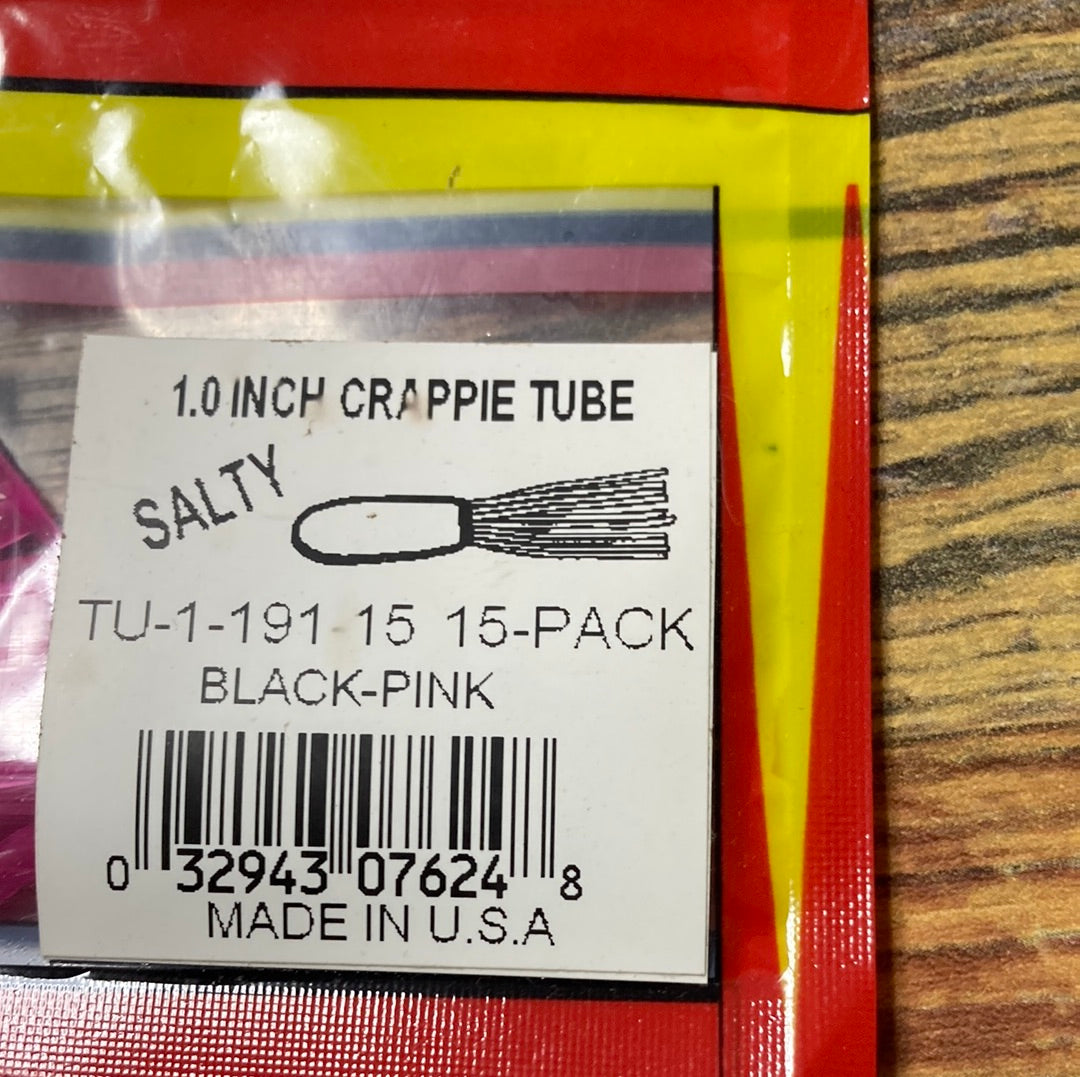 1.0 INCH CRAPPIE TUBE
SALTY
TU-1-191 15 15-PACK
BLACK-PINK
0 32943 07624 8
MADE IN U.S.A